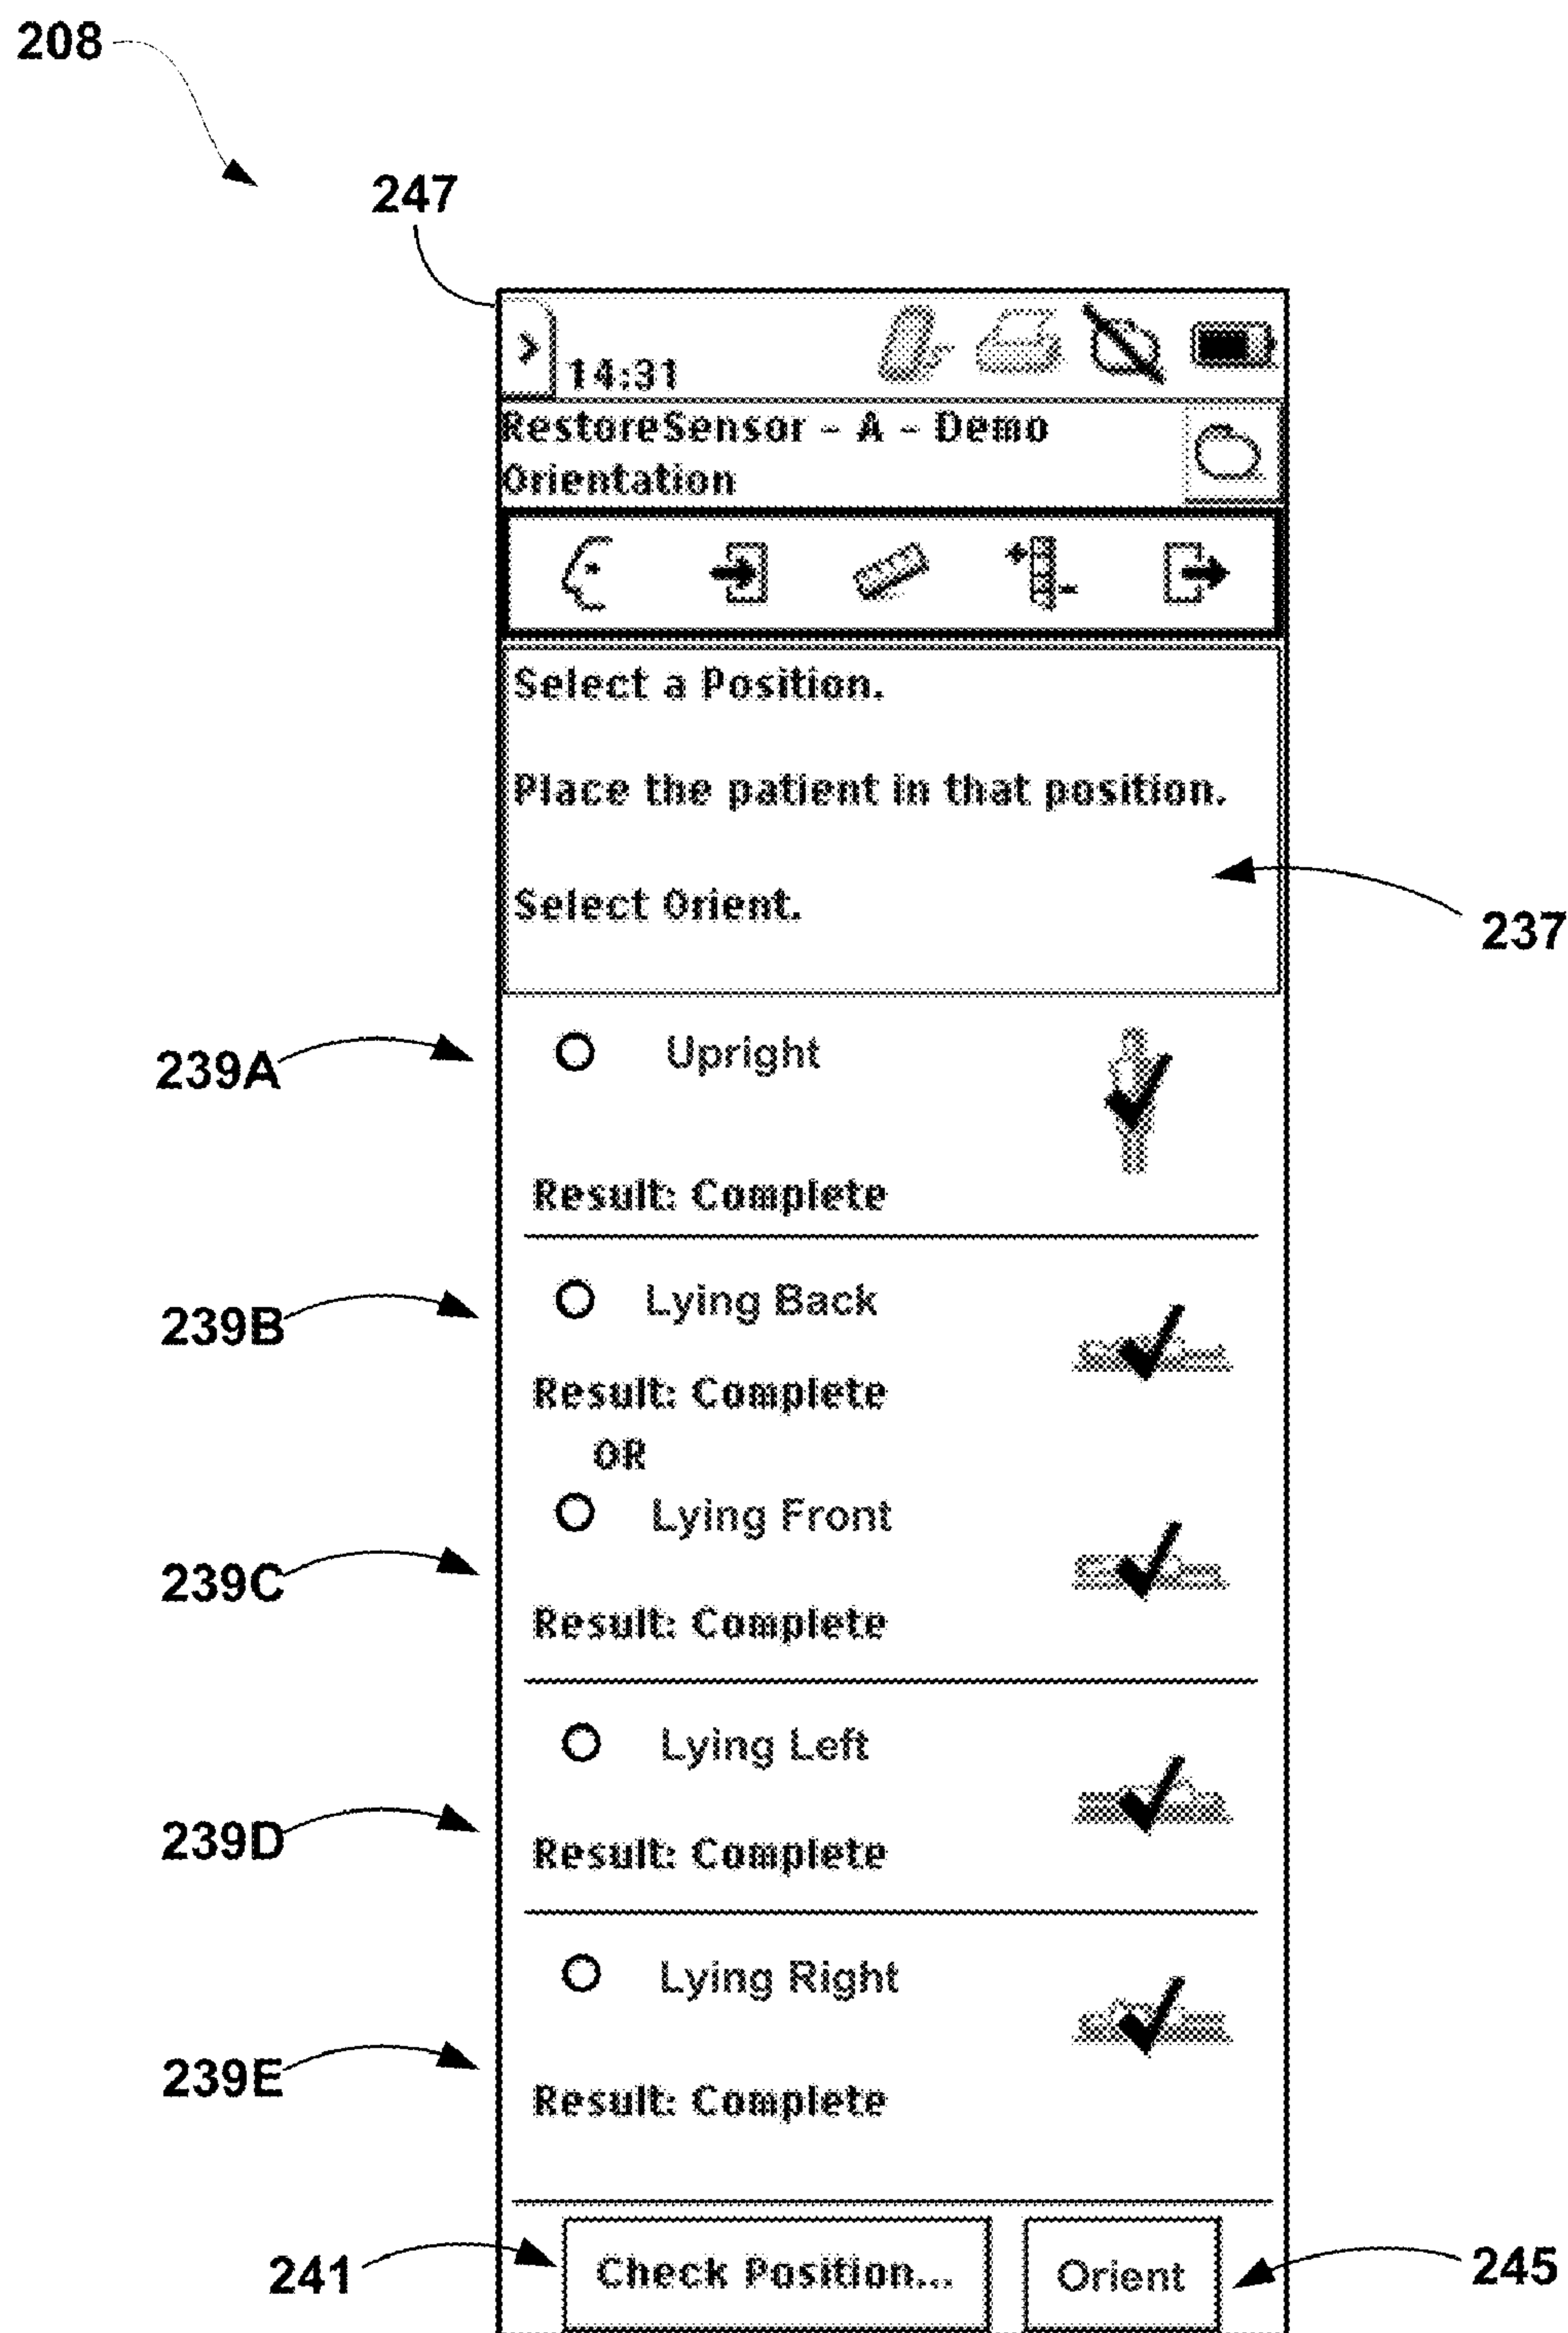 208
247
14:31
RestoreSensor - A - Demo
Orientation
Select a Position.
Place the patient in that position.
Select Orient.
237
239A
Upright
Result: Complete
239B
Lying Back
Result: Complete
OR
239C
Lying Front
Result: Complete
239D
Lying Left
Result: Complete
239E
Lying Right
Result: Complete
241
Check Position...
Orient
245